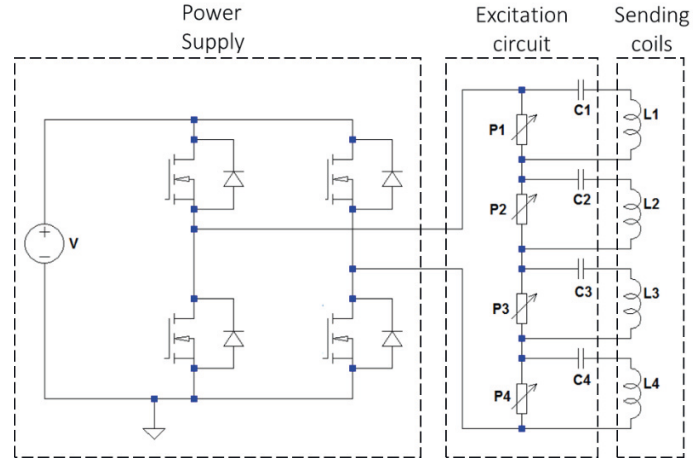 Power
Supply
Excitation
circuit
Sending
coils
V
+
−
P1
C1
L1
P2
C2
L2
P3
C3
L3
P4
C4
L4